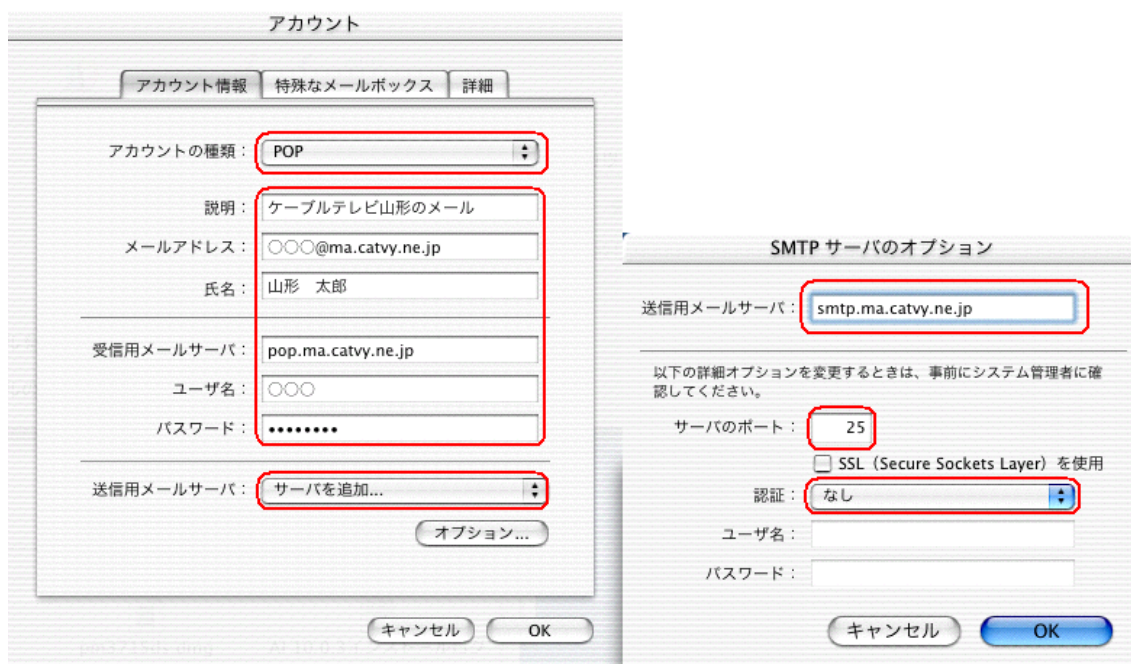 アカウント
アカウント情報 特殊なメールボックス 詳細
アカウントの種類： POP
説明： ケーブルテレビ山形のメール
メールアドレス： ○○○@ma.catvy.ne.jp
氏名： 山形　太郎
受信用メールサーバ： pop.ma.catvy.ne.jp
ユーザ名： ○○○
パスワード： ••••••••
送信用メールサーバ： サーバを追加...
オプション...
キャンセル OK
SMTP サーバのオプション
送信用メールサーバ： smtp.ma.catvy.ne.jp
以下の詳細オプションを変更するときは、事前にシステム管理者に確
認してください。
サーバのポート： 25
SSL（Secure Sockets Layer）を使用
認証： なし
ユーザ名：
パスワード：
キャンセル OK